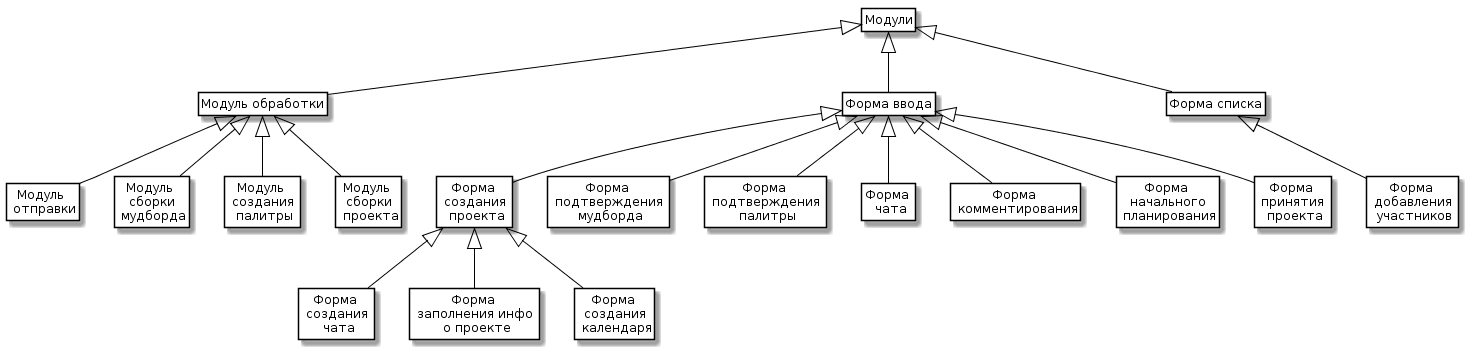 Модули
Модуль обработки
Форма ввода
Форма списка
Модуль
отправки
Модуль
сборки
мудборда
Модуль
создания
палитры
Модуль
сборки
проекта
Форма
создания
проекта
Форма
подтверждения
мудборда
Форма
подтверждения
палитры
Форма
чата
Форма
комментирования
Форма
начального
планирования
Форма
принятия
проекта
Форма
добавления
участников
Форма
создания
чата
Форма
заполнения инфо
о проекте
Форма
создания
календаря